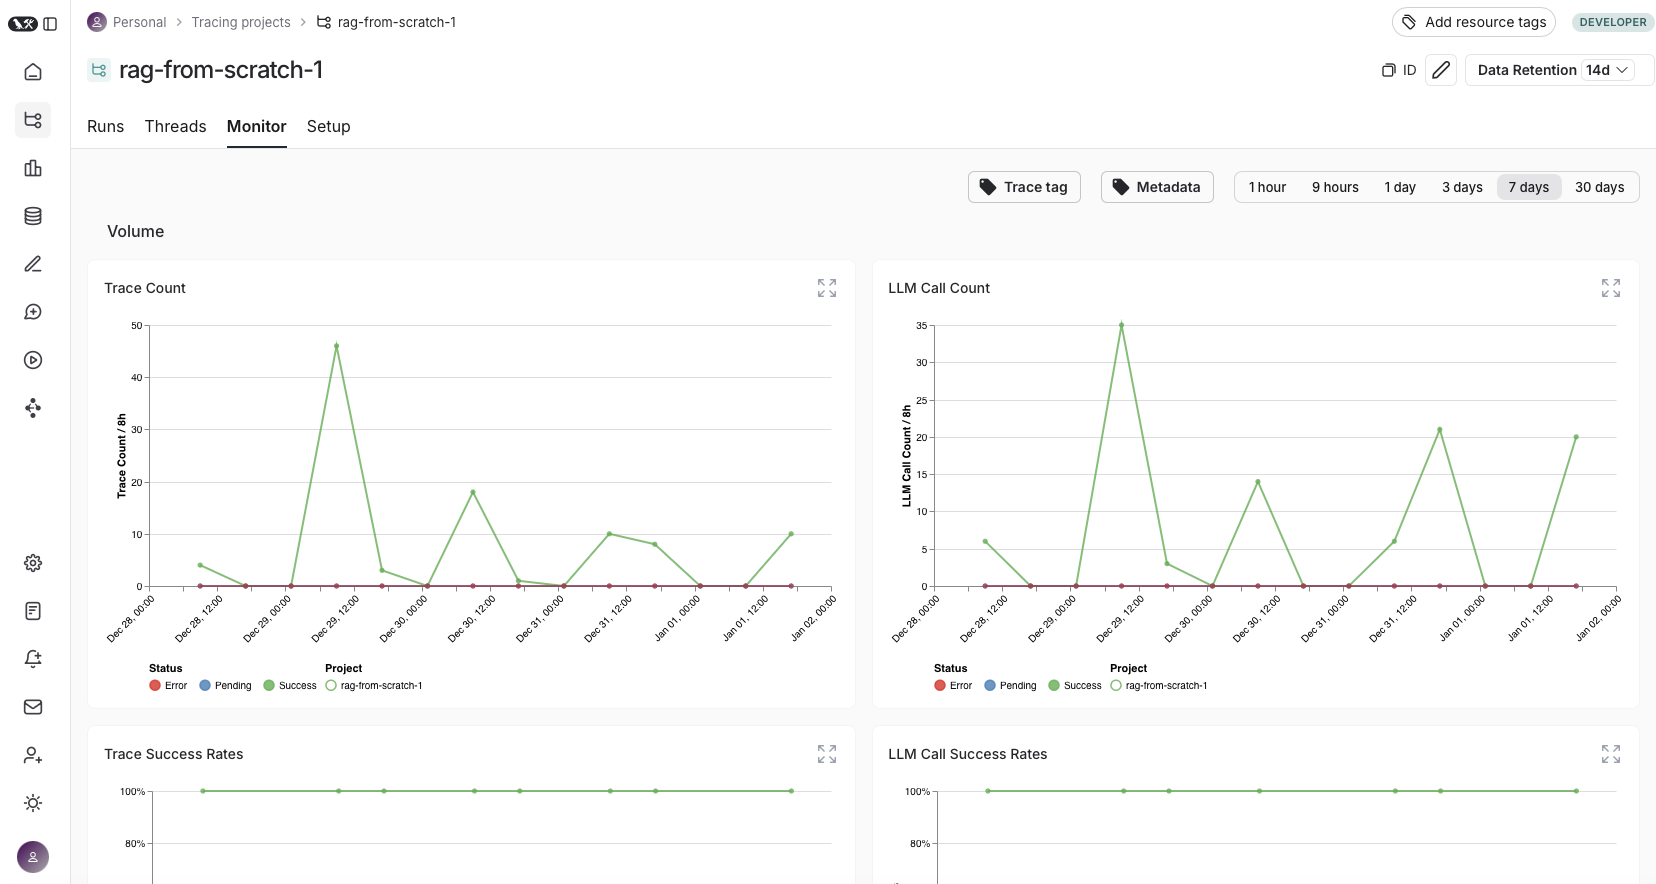 Personal > Tracing projects > rag-from-scratch-1
Add resource tags
DEVELOPER
rag-from-scratch-1
ID
Data Retention 14d
Runs Threads Monitor Setup
Trace tag
Metadata
1 hour 9 hours 1 day 3 days 7 days 30 days
Volume
Trace Count
50
40
30
20
10
0
Trace Count / 8h
Dec 28, 00:00
Dec 28, 12:00
Dec 29, 00:00
Dec 29, 12:00
Dec 30, 00:00
Dec 30, 12:00
Dec 31, 00:00
Dec 31, 12:00
Jan 01, 00:00
Jan 01, 12:00
Jan 02, 00:00
Status Project
Error Pending Success rag-from-scratch-1
LLM Call Count
35
30
25
20
15
10
5
0
LLM Call Count / 8h
Dec 28, 00:00
Dec 28, 12:00
Dec 29, 00:00
Dec 29, 12:00
Dec 30, 00:00
Dec 30, 12:00
Dec 31, 00:00
Dec 31, 12:00
Jan 01, 00:00
Jan 01, 12:00
Jan 02, 00:00
Status Project
Error Pending Success rag-from-scratch-1
Trace Success Rates
100%
80%
LLM Call Success Rates
100%
80%